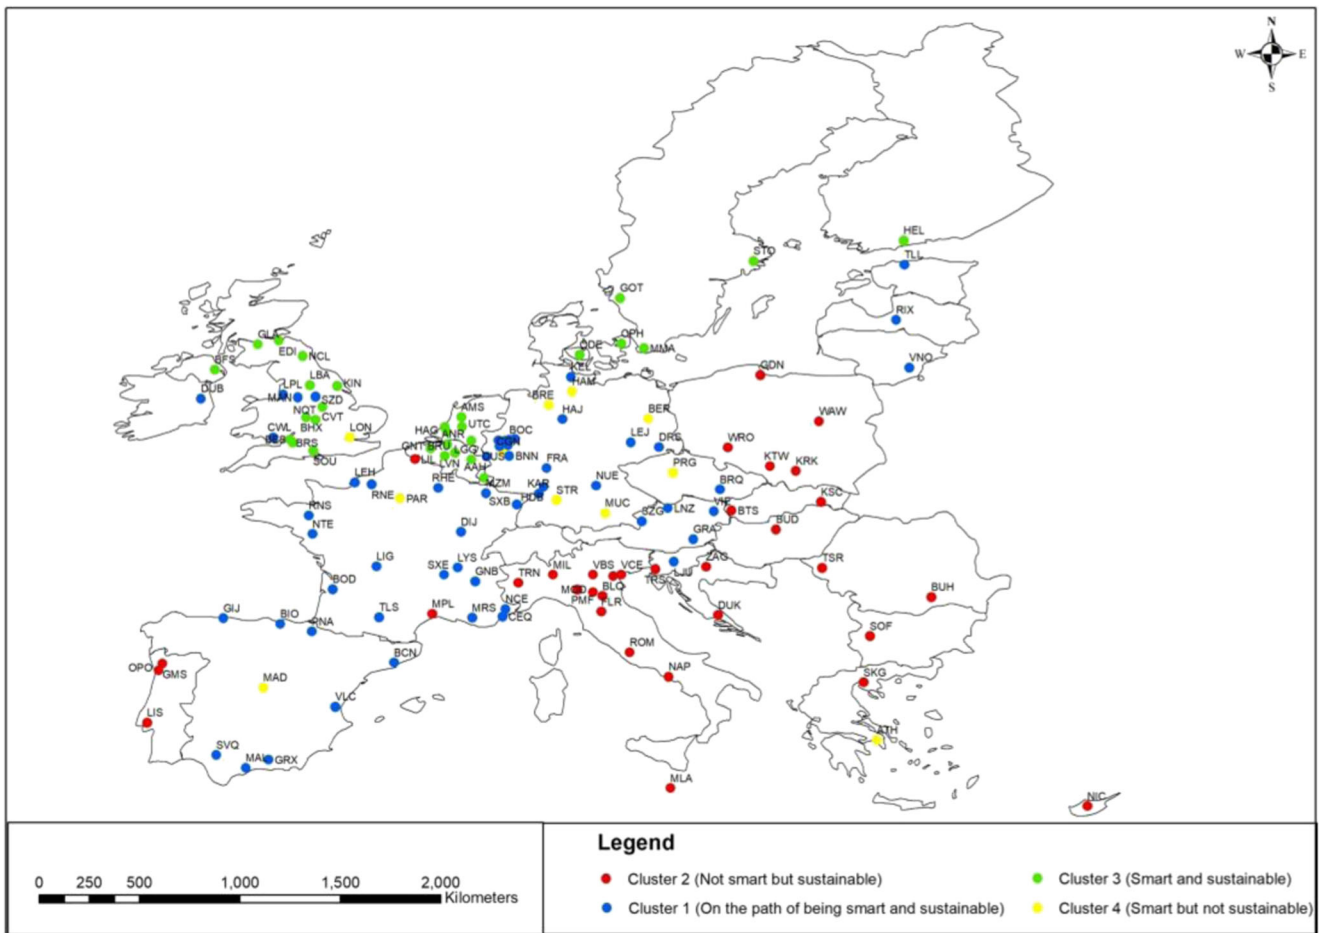 N
W E
S
HEL
TLL
STO
GOT
RIX
CPH
ODE
MMA
VNO
GLA
EDI
NCL
BFS
KEL
GDN
HAM
DUB
LPL
LBA
KIN
MAN
SZD
BRE
NQT
CVT
AMS
HAJ
BER
WAW
CWL
BHX
LON
HAG
UTC
BOC
ANR
LEJ
DRS
WRO
BRS
GNT
BRU
LGG
CGN
DUS
BNN
SOU
LIL
LVN
AAH
FRA
PRG
KTW
KRK
LEH
RHE
MZM
KAR
NUE
BRQ
RNE
PAR
SXB
HDB
STR
KSC
RNS
MUC
SZG
LNZ
VIE
BTS
NTE
DIJ
GRA
BUD
LIG
SXE
LYS
GNB
TRN
MIL
VBS
VCE
TRS
LJU
ZAG
TSR
BOD
MOD
BLQ
BUH
PMF
FLR
GIJ
BIO
PNA
TLS
MPL
MRS
NCE
CEQ
DUK
SOF
OPO
GMS
BCN
ROM
MAD
NAP
SKG
LIS
VLC
SVQ
MAL
GRX
ATH
MLA
NIC
Legend
Cluster 2 (Not smart but sustainable)
Cluster 3 (Smart and sustainable)
Cluster 1 (On the path of being smart and sustainable)
Cluster 4 (Smart but not sustainable)
0 250 500 1,000 1,500 2,000
Kilometers